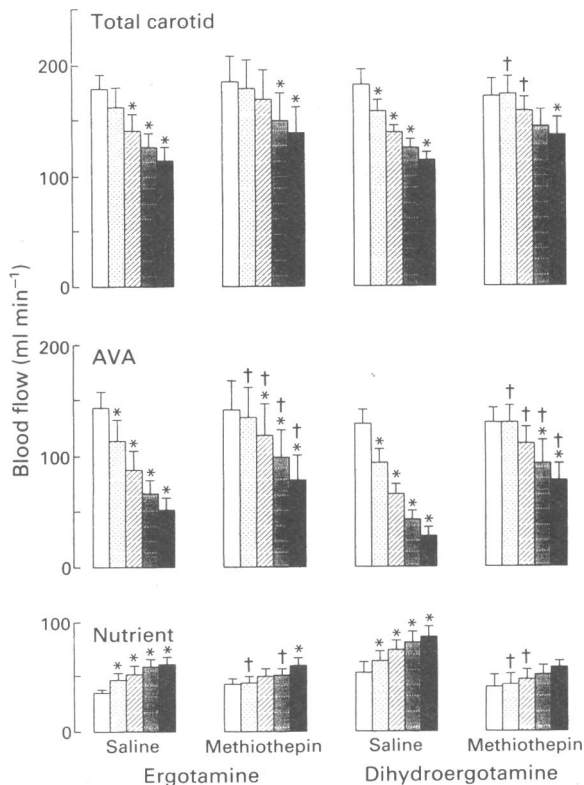 Total carotid
200
100
0
* * *
* *
* * * *
† †
*
Blood flow (ml min⁻¹)
AVA
200
100
0
* * * *
† † † †
* * *
* * * *
† † † †
* *
Nutrient
100
0
* * * *
† † *
* * * *
† †
Saline Methiothepin Saline Methiothepin
Ergotamine Dihydroergotamine